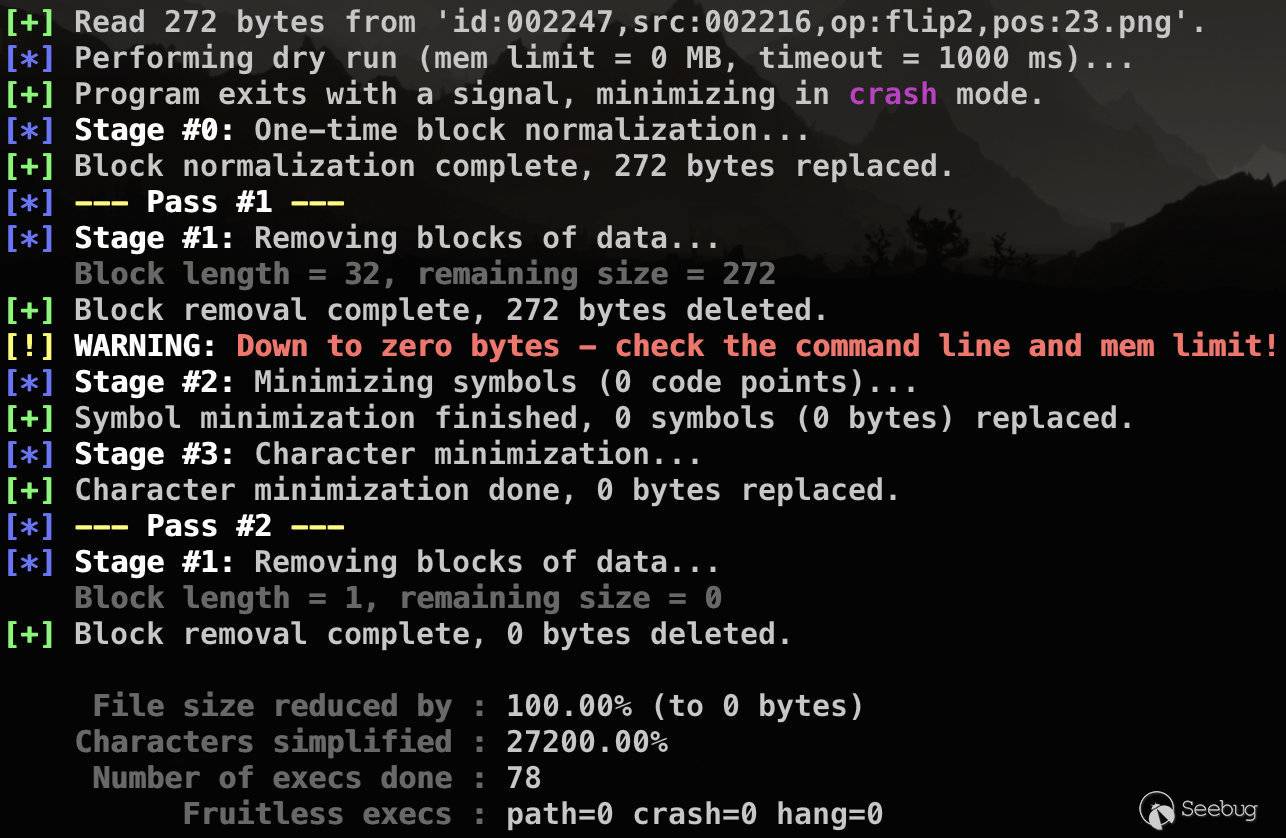 [+] Read 272 bytes from 'id:002247,src:002216,op:flip2,pos:23.png'.
[*] Performing dry run (mem limit = 0 MB, timeout = 1000 ms)...
[+] Program exits with a signal, minimizing in crash mode.
[*] Stage #0: One-time block normalization...
[+] Block normalization complete, 272 bytes replaced.
[*] --- Pass #1 ---
[*] Stage #1: Removing blocks of data...
Block length = 32, remaining size = 272
[+] Block removal complete, 272 bytes deleted.
[!] WARNING: Down to zero bytes - check the command line and mem limit!
[*] Stage #2: Minimizing symbols (0 code points)...
[+] Symbol minimization finished, 0 symbols (0 bytes) replaced.
[*] Stage #3: Character minimization...
[+] Character minimization done, 0 bytes replaced.
[*] --- Pass #2 ---
[*] Stage #1: Removing blocks of data...
Block length = 1, remaining size = 0
[+] Block removal complete, 0 bytes deleted.
File size reduced by : 100.00% (to 0 bytes)
Characters simplified : 27200.00%
Number of execs done : 78
Fruitless execs : path=0 crash=0 hang=0
Seebug